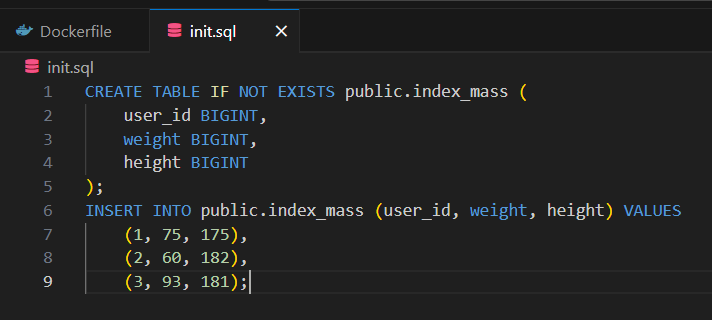 Dockerfile
init.sql
init.sql
1 CREATE TABLE IF NOT EXISTS public.index_mass (
2     user_id BIGINT,
3     weight BIGINT,
4     height BIGINT
5 );
6 INSERT INTO public.index_mass (user_id, weight, height) VALUES
7     (1, 75, 175),
8     (2, 60, 182),
9     (3, 93, 181);